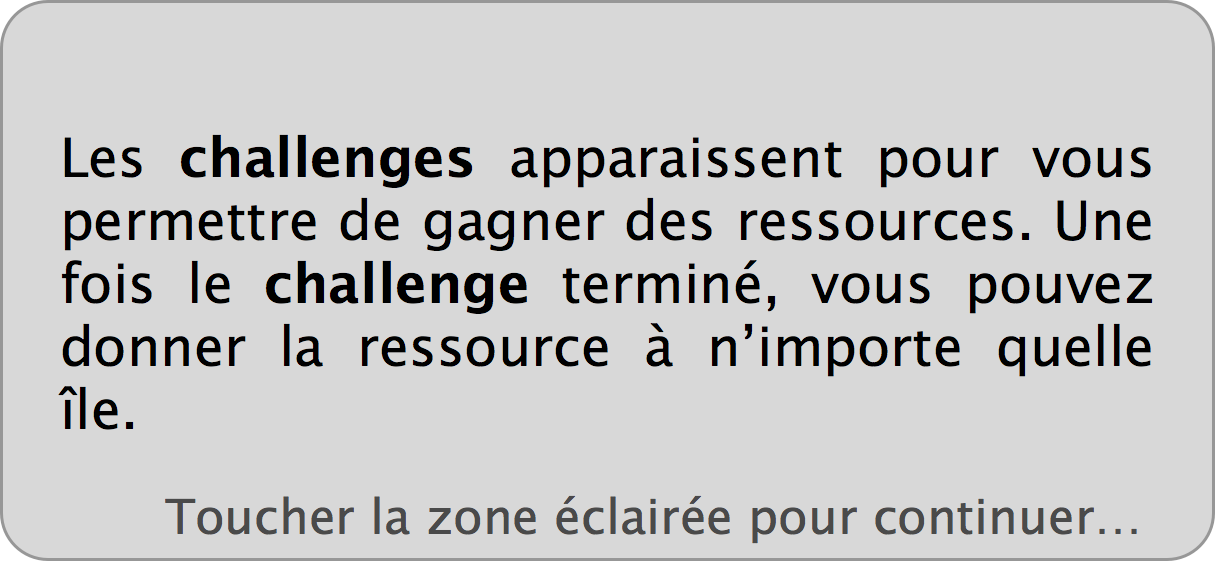 Les challenges apparaissent pour vous
permettre de gagner des ressources. Une
fois le challenge terminé, vous pouvez
donner la ressource à n’importe quelle
île.
Toucher la zone éclairée pour continuer...